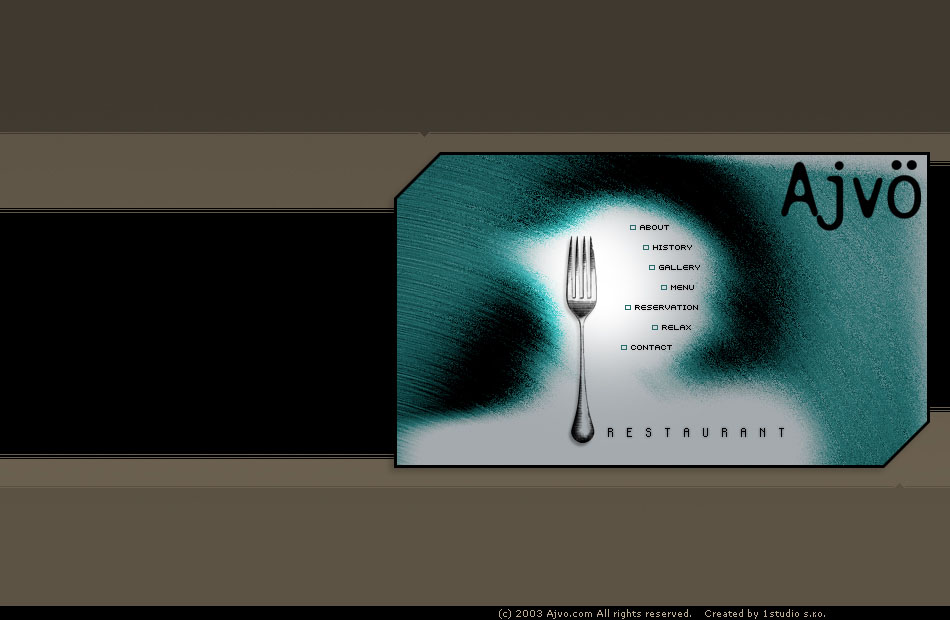 Ajvö
ABOUT
HISTORY
GALLERY
MENU
RESERVATION
RELAX
CONTACT
RESTAURANT
(c) 2003 Ajvo.com All rights reserved. Created by 1studio s.r.o.